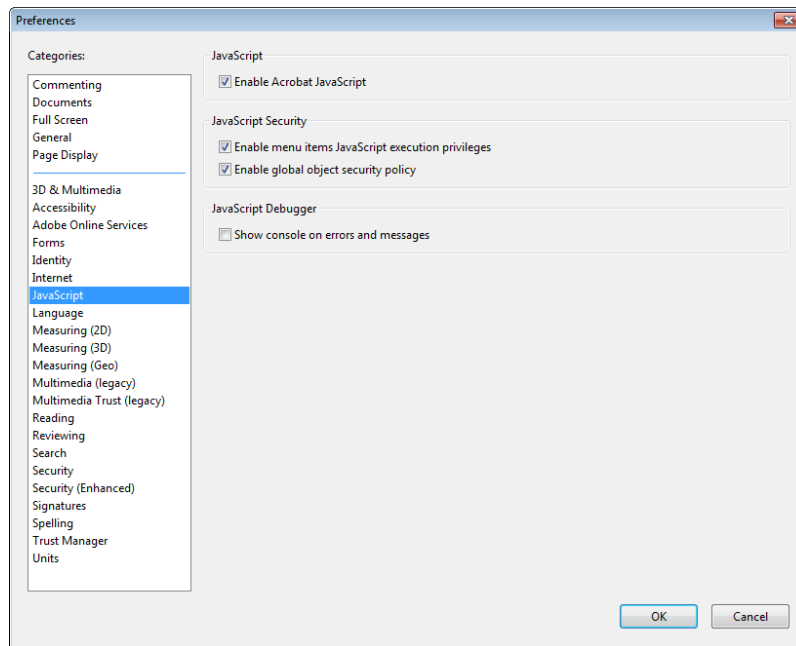 Preferences
Categories:
Commenting
Documents
Full Screen
General
Page Display
3D & Multimedia
Accessibility
Adobe Online Services
Forms
Identity
Internet
JavaScript
Language
Measuring (2D)
Measuring (3D)
Measuring (Geo)
Multimedia (legacy)
Multimedia Trust (legacy)
Reading
Reviewing
Search
Security
Security (Enhanced)
Signatures
Spelling
Trust Manager
Units
JavaScript
Enable Acrobat JavaScript
JavaScript Security
Enable menu items JavaScript execution privileges
Enable global object security policy
JavaScript Debugger
Show console on errors and messages
OK
Cancel